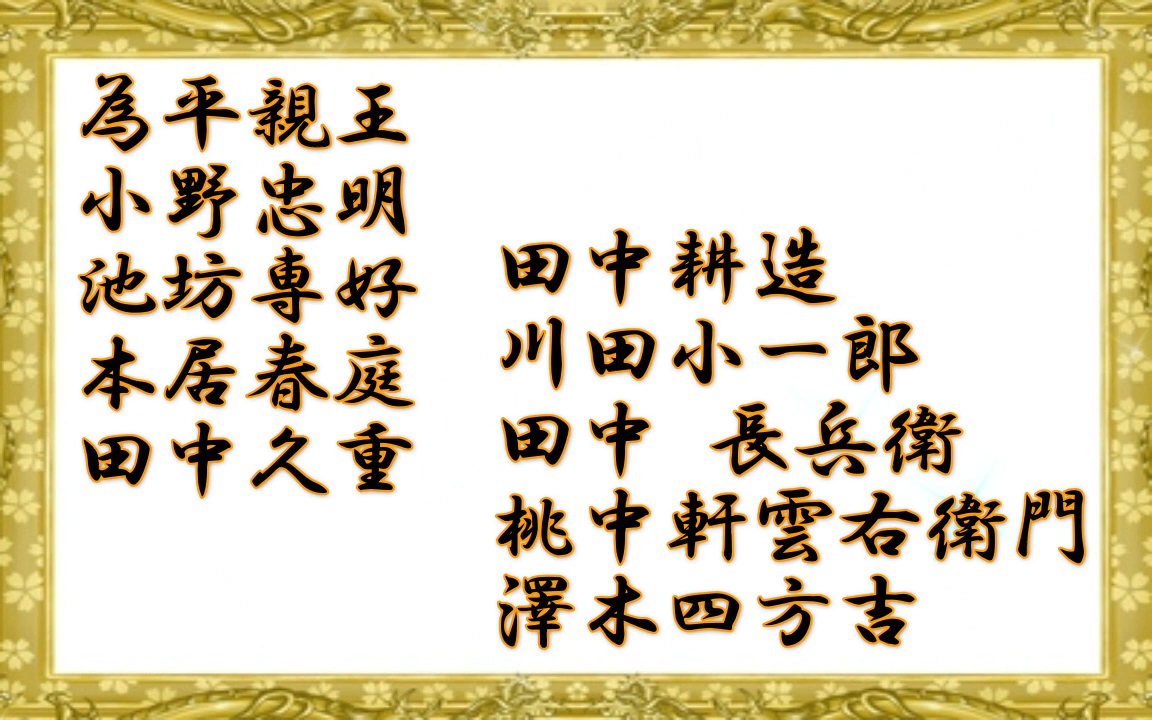 為平親王
小野忠明
池坊専好
本居春庭
田中久重
田中耕造
川田小一郎
田中 長兵衛
桃中軒雲右衛門
澤木四方吉